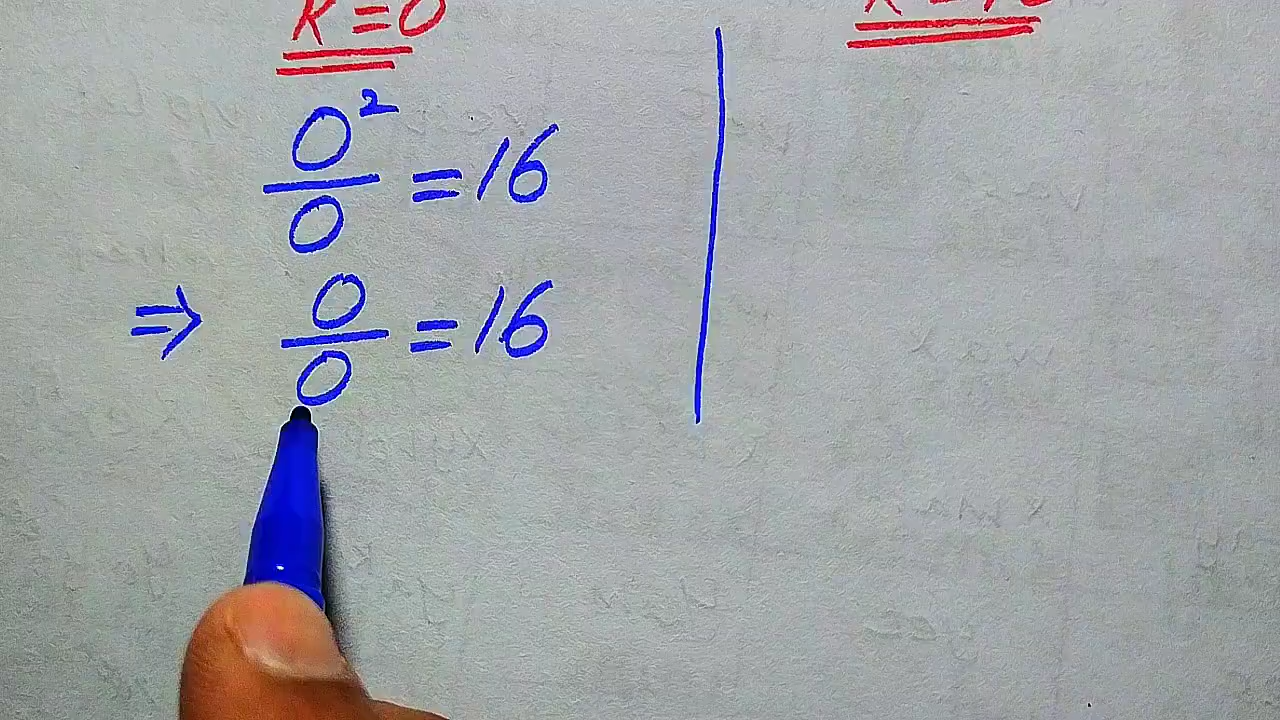 K = 0
0² / 0 = 16
⇒ 0 / 0 = 16